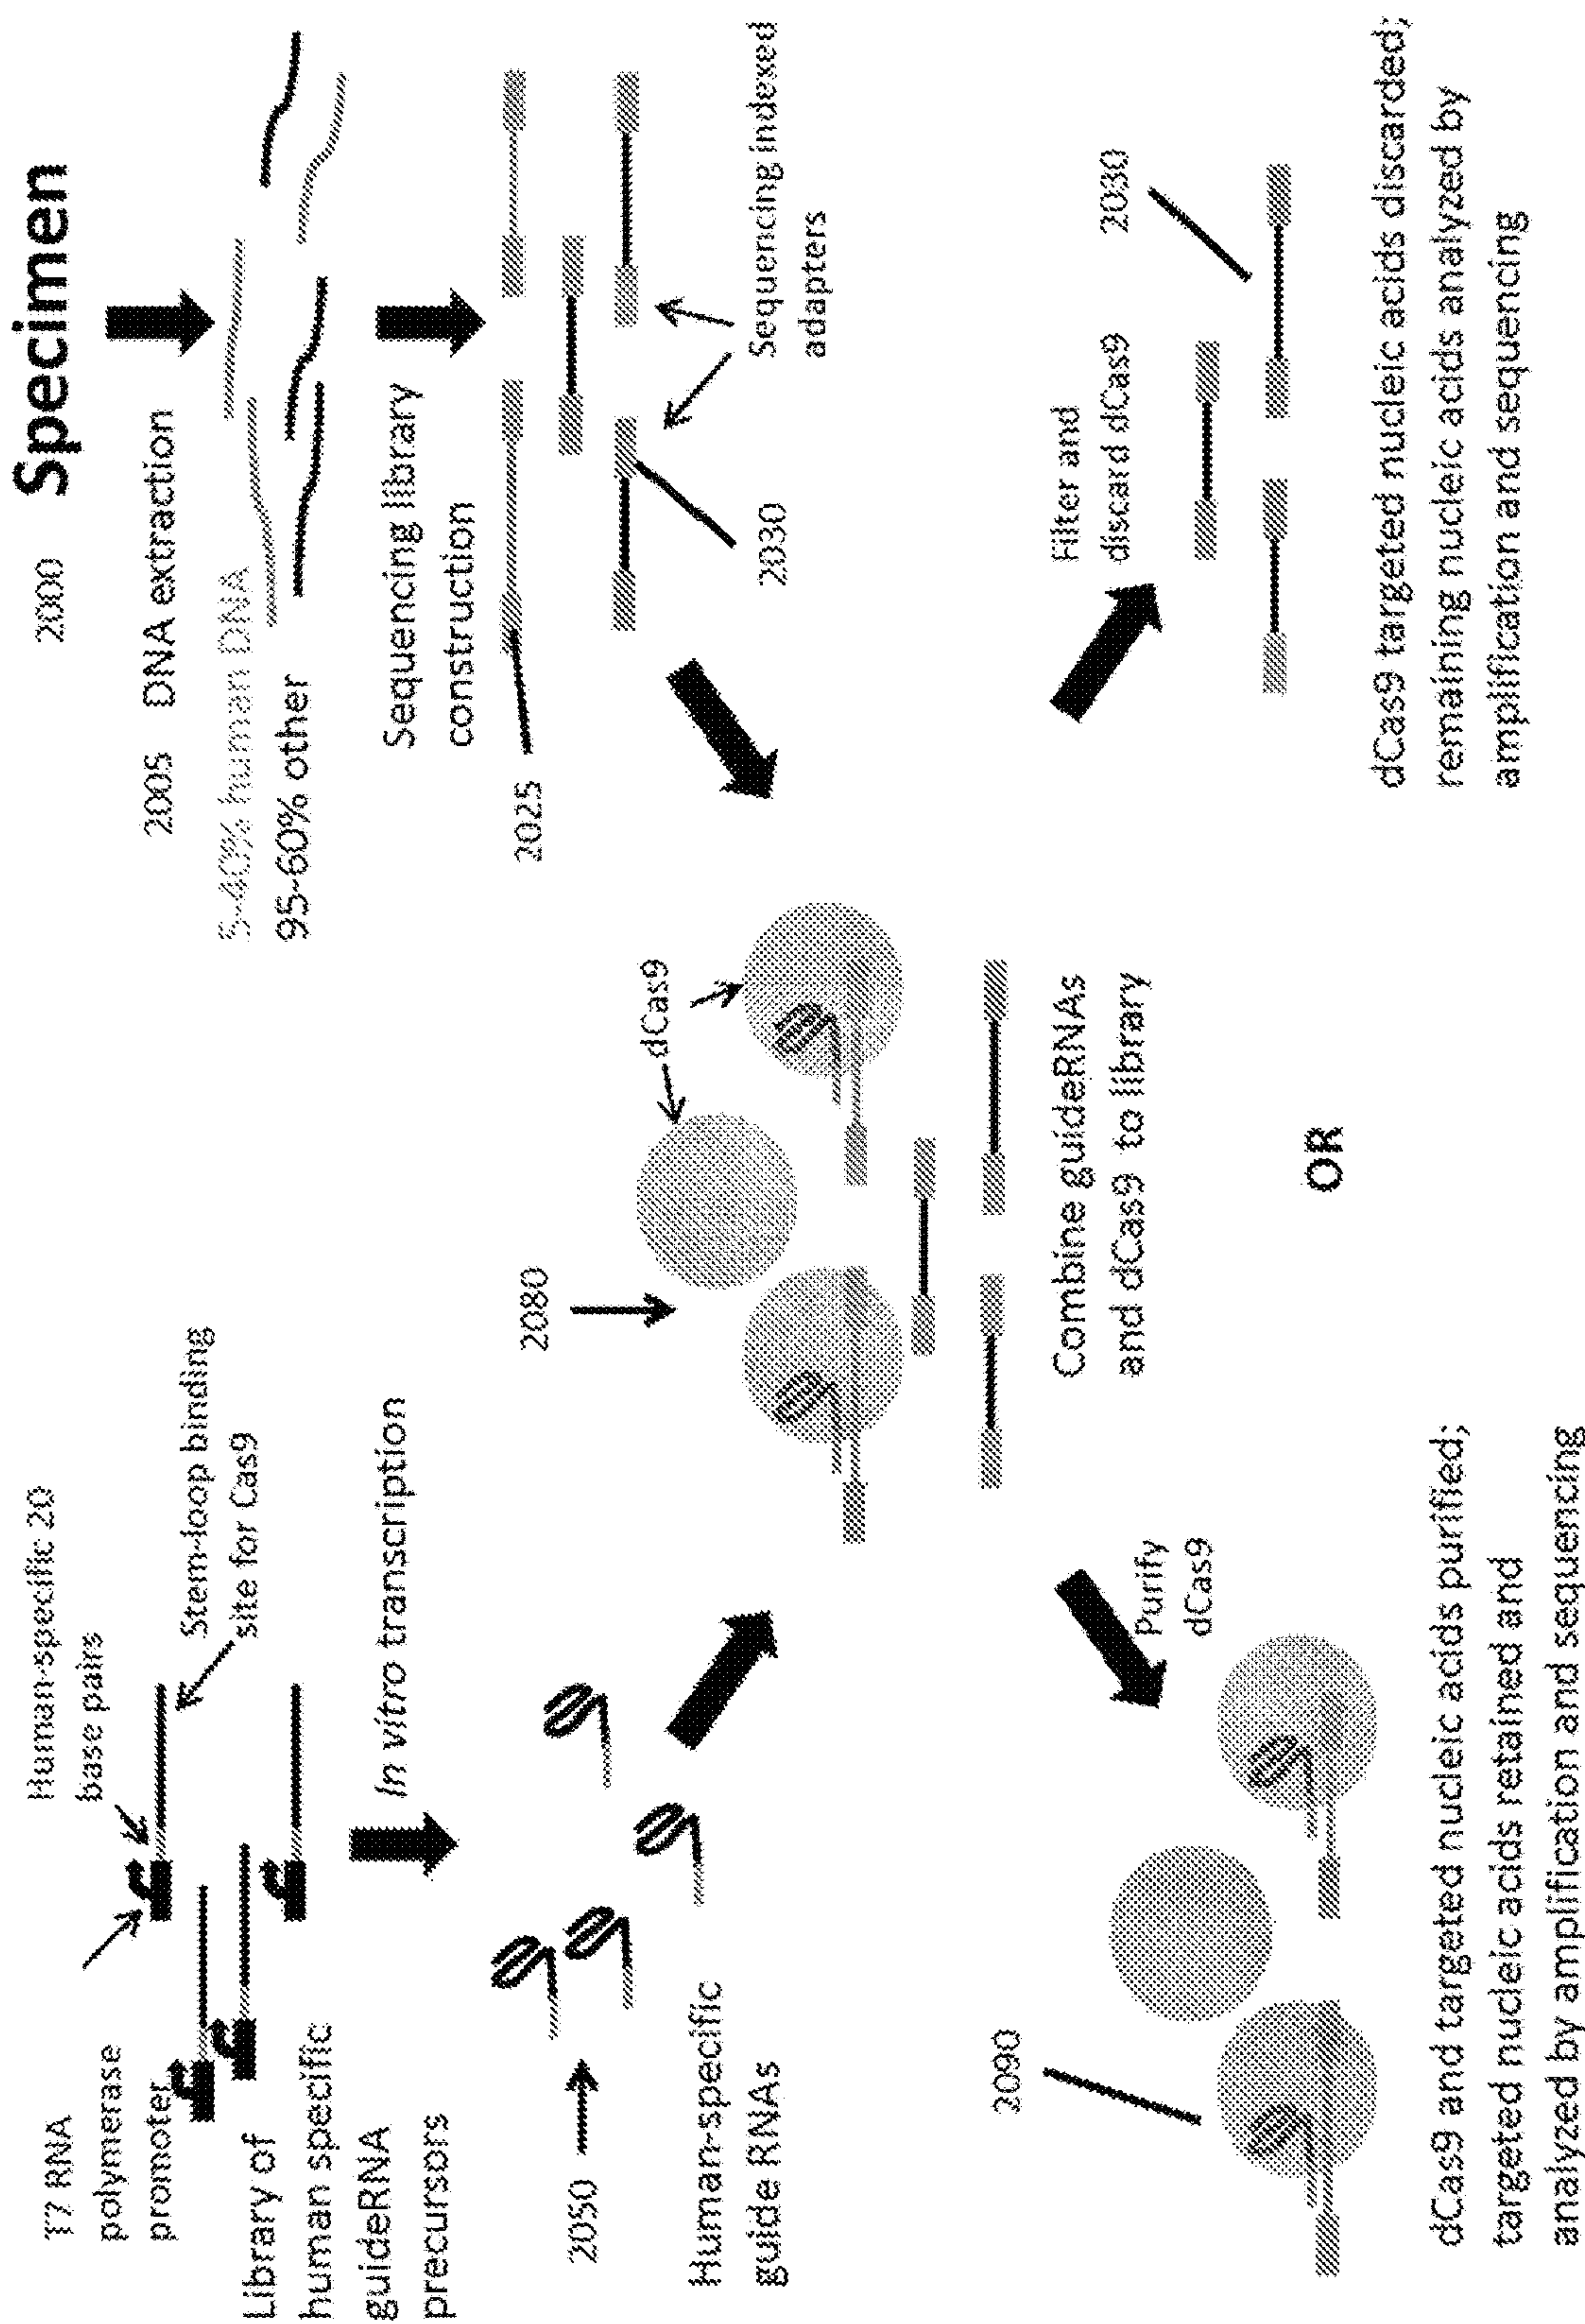 T7 RNA
polymerase
promoter
Human-specific 20
base pairs
Stem-loop binding
site for Cas9
Library of
human specific
guideRNA
precursors
In vitro transcription
2050
Human-specific
guide RNAs
2000 Specimen
2005 DNA extraction
5-40% human DNA
95-60% other
Sequencing library
construction
2025
2030
Sequencing indexed
adapters
2080
dCas9
Combine guideRNAs
and dCas9 to library
Purify
dCas9
2090
dCas9 and targeted nucleic acids purified;
targeted nucleic acids retained and
analyzed by amplification and sequencing
OR
Filter and
discard dCas9
2030
dCas9 targeted nucleic acids discarded;
remaining nucleic acids analyzed by
amplification and sequencing